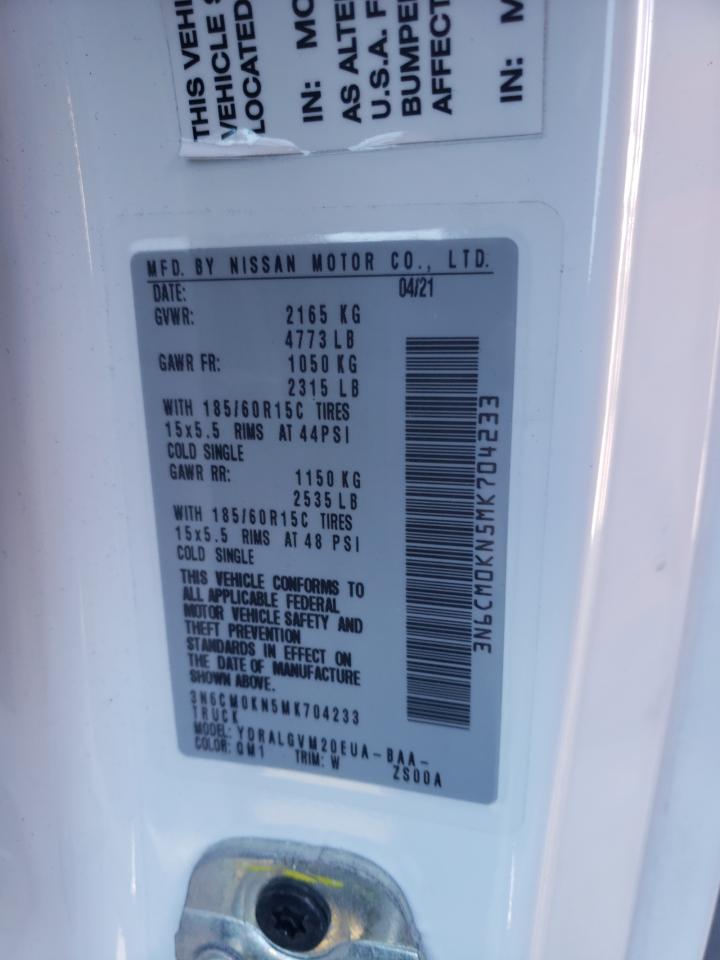 THIS VEHI
VEHICLE S
LOCATED
IN: MO
AS ALTE
U.S.A. F
BUMPE
AFFECT
IN: M
MFD. BY NISSAN MOTOR CO., LTD.
DATE: 04/21
GVWR: 2165 KG
4773 LB
GAWR FR: 1050 KG
2315 LB
WITH 185/60R15C TIRES
15x5.5 RIMS AT 44PSI
COLD SINGLE
GAWR RR: 1150 KG
2535 LB
WITH 185/60R15C TIRES
15x5.5 RIMS AT 48 PSI
COLD SINGLE
THIS VEHICLE CONFORMS TO
ALL APPLICABLE FEDERAL
MOTOR VEHICLE SAFETY AND
THEFT PREVENTION
STANDARDS IN EFFECT ON
THE DATE OF MANUFACTURE
SHOWN ABOVE.
3N6CM0KN5MK704233
TRUCK
MODEL: YDRALGVM20EUA-BAA-
ZS00A
COLOR: QM1 TRIM: W
3N6CM0KN5MK704233